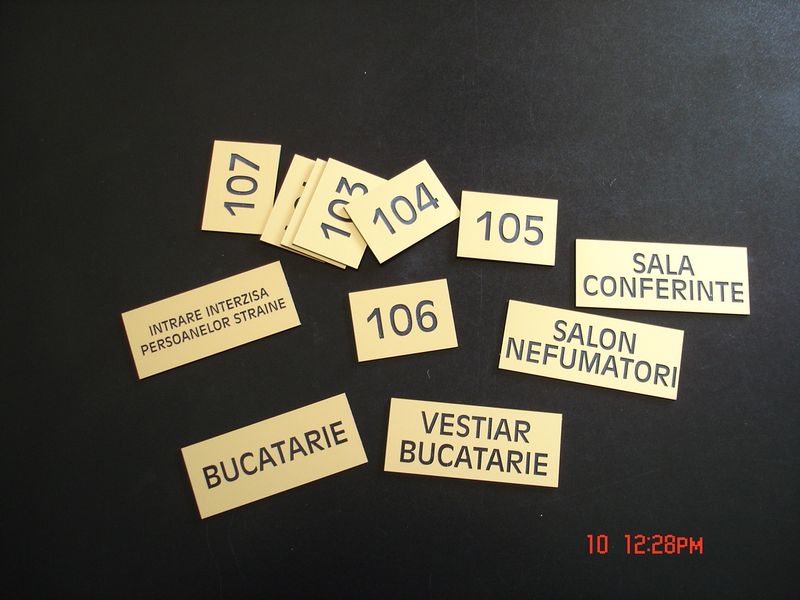 107
103
104
105
SALA
CONFERINTE
INTRARE INTERZISA
PERSOANELOR STRAINE
106
SALON
NEFUMATORI
BUCATARIE
VESTIAR
BUCATARIE
10 12:28PM